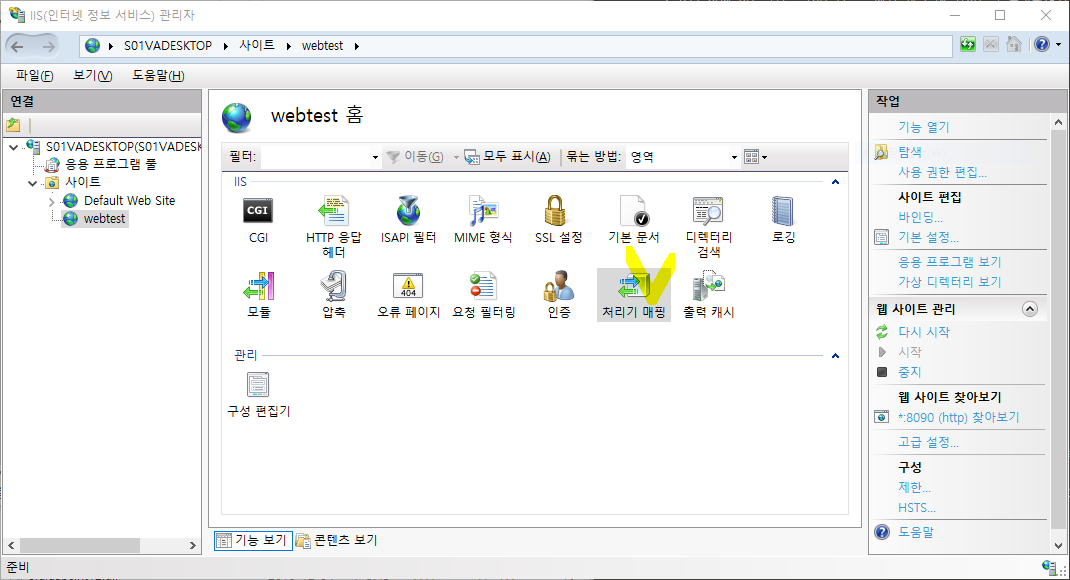 IIS(인터넷 정보 서비스) 관리자
S01VADESKTOP
사이트
webtest
파일(F) 보기(V) 도움말(H)
연결
S01VADESKTOP(S01VADESK
응용 프로그램 풀
사이트
Default Web Site
webtest
webtest 홈
필터:
이동(G)
모두 표시(A)
묶는 방법:
영역
IIS
CGI
CGI
HTTP 응답
헤더
ISAPI 필터
MIME 형식
SSL 설정
기본 문서
디렉터리
검색
로깅
모듈
압축
404
오류 페이지
요청 필터링
인증
처리기 매핑
출력 캐시
관리
구성 편집기
기능 보기
콘텐츠 보기
작업
기능 열기
탐색
사용 권한 편집...
사이트 편집
바인딩...
기본 설정...
응용 프로그램 보기
가상 디렉터리 보기
웹 사이트 관리
다시 시작
시작
중지
웹 사이트 찾아보기
*:8090 (http) 찾아보기
고급 설정...
구성
제한...
HSTS...
도움말
준비